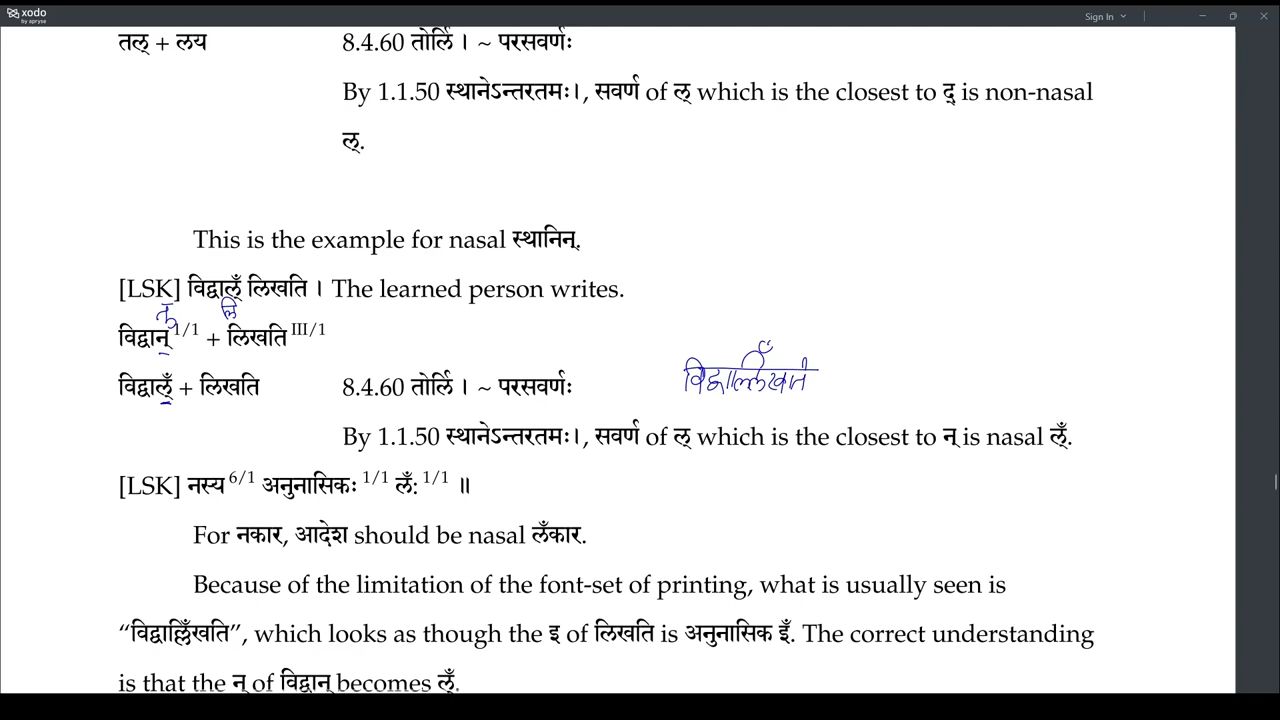 xodo
by apryse
Sign In
तल् + लय 8.4.60 तोर्लि । ~ परसवर्णः
By 1.1.50 स्थानेऽन्तरतमः।, सवर्ण of ल् which is the closest to द् is non-nasal
ल्.
This is the example for nasal स्थानिन्.
[LSK] विद्वाल्ँ लिखति । The learned person writes.
विद्वान् 1/1 + लिखति III/1
विद्वाल्ँ + लिखति 8.4.60 तोर्लि । ~ परसवर्णः
By 1.1.50 स्थानेऽन्तरतमः।, सवर्ण of ल् which is the closest to न् is nasal ल्ँ.
[LSK] नस्य 6/1 अनुनासिकः 1/1 लँ: 1/1 ॥
For नकार, आदेश should be nasal लँकार.
Because of the limitation of the font-set of printing, what is usually seen is
“विद्वाल्लिँखति”, which looks as though the इ of लिखति is अनुनासिक इँ. The correct understanding
is that the न् of विद्वान् becomes ल्ँ.